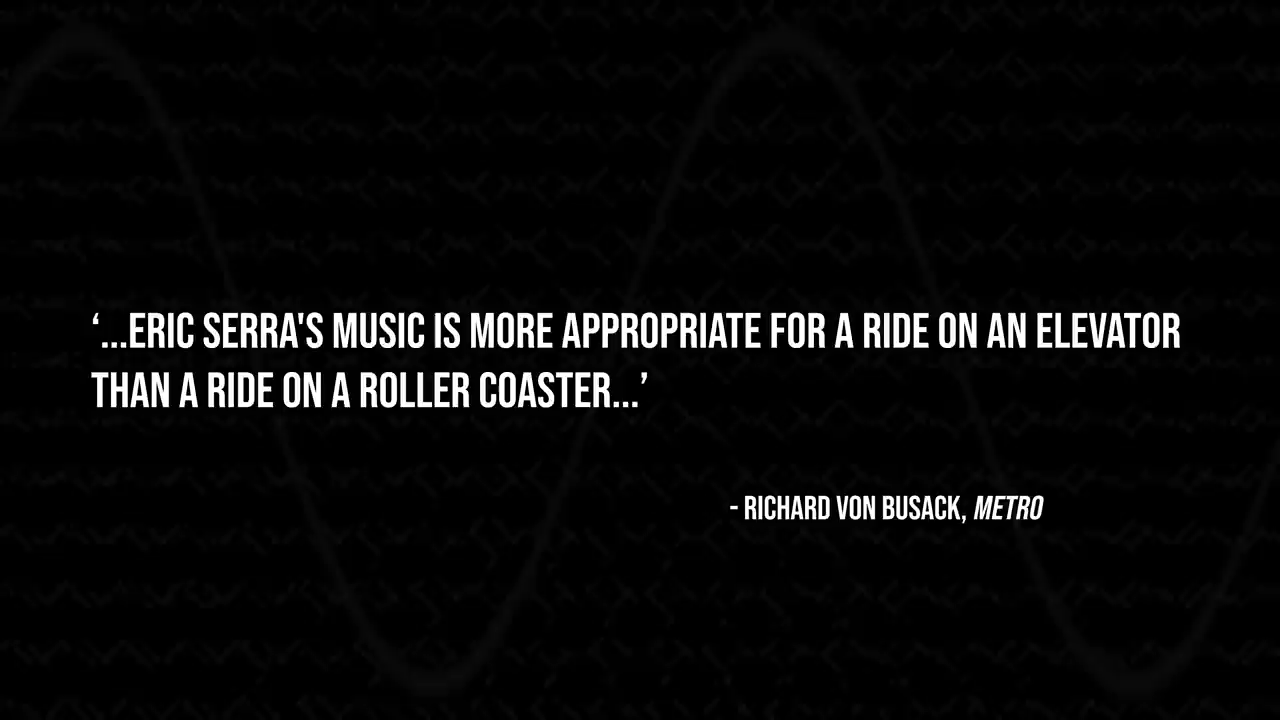 ‘...ERIC SERRA'S MUSIC IS MORE APPROPRIATE FOR A RIDE ON AN ELEVATOR
THAN A RIDE ON A ROLLER COASTER...’
- RICHARD VON BUSACK, METRO